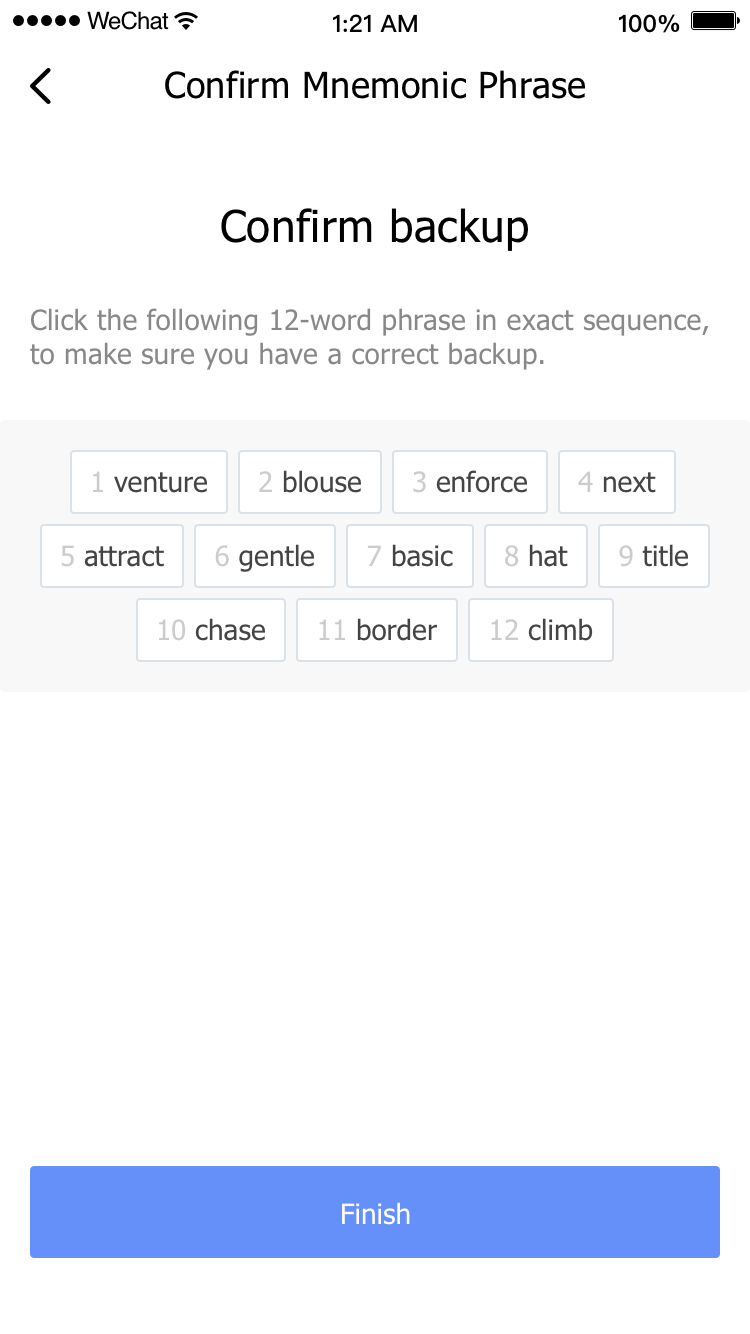 WeChat 1:21 AM 100%
Confirm Mnemonic Phrase
Confirm backup
Click the following 12-word phrase in exact sequence,
to make sure you have a correct backup.
1 venture 2 blouse 3 enforce 4 next
5 attract 6 gentle 7 basic 8 hat 9 title
10 chase 11 border 12 climb
Finish